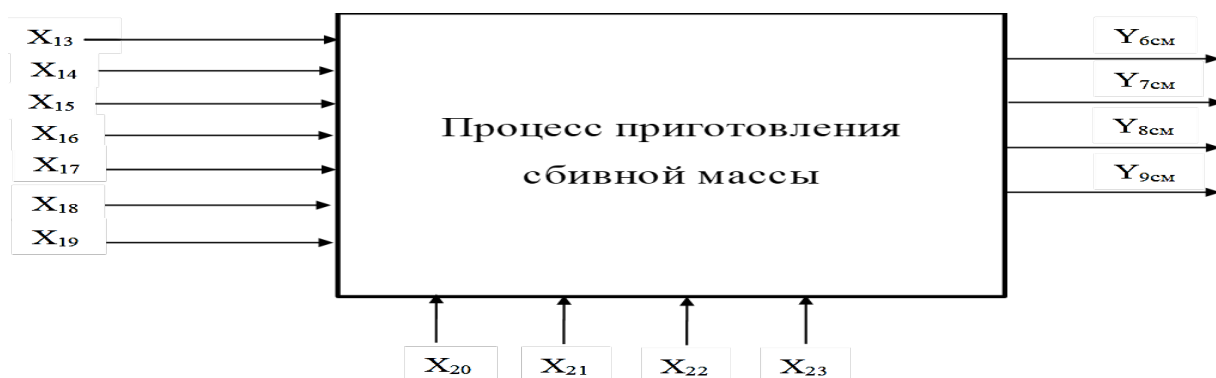 X₁₃
X₁₄
X₁₅
X₁₆
X₁₇
X₁₈
X₁₉
Процесс приготовления
сбивной массы
Y₆см
Y₇см
Y₈см
Y₉см
X₂₀ X₂₁ X₂₂ X₂₃